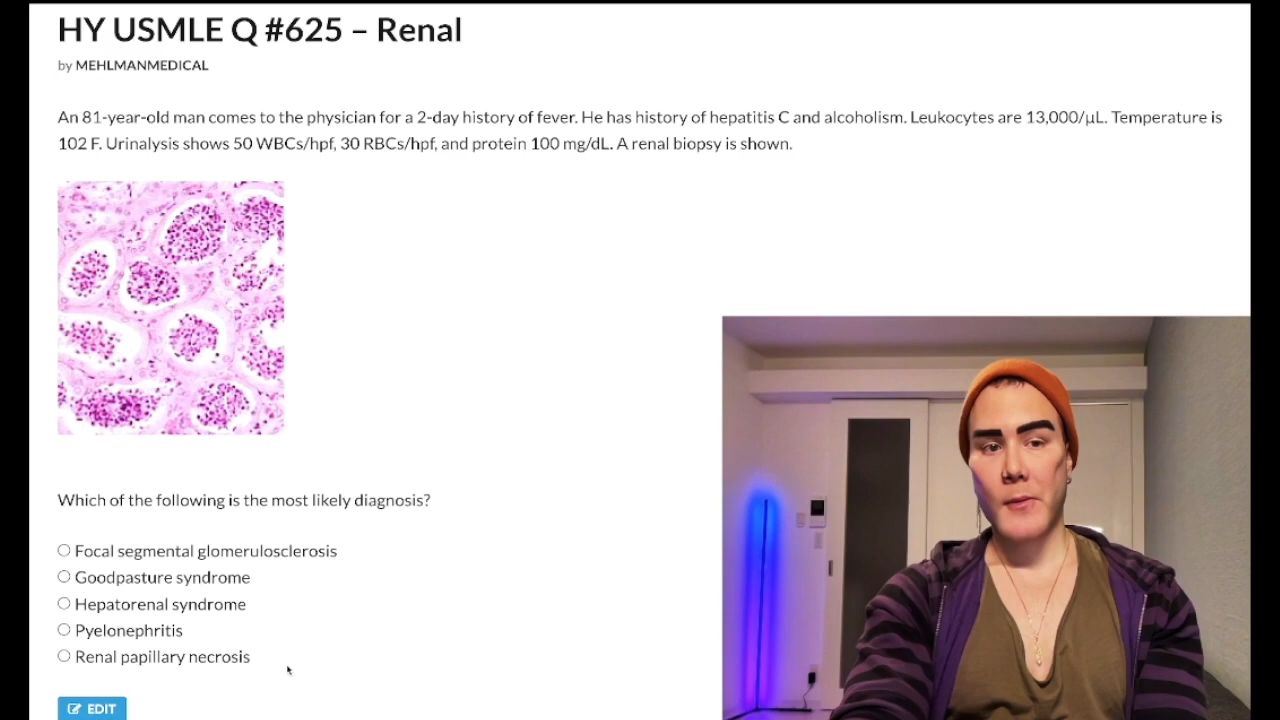 HY USMLE Q #625 – Renal
by MEHLMANMEDICAL
An 81-year-old man comes to the physician for a 2-day history of fever. He has history of hepatitis C and alcoholism. Leukocytes are 13,000/µL. Temperature is
102 F. Urinalysis shows 50 WBCs/hpf, 30 RBCs/hpf, and protein 100 mg/dL. A renal biopsy is shown.
Which of the following is the most likely diagnosis?
Focal segmental glomerulosclerosis
Goodpasture syndrome
Hepatorenal syndrome
Pyelonephritis
Renal papillary necrosis
EDIT